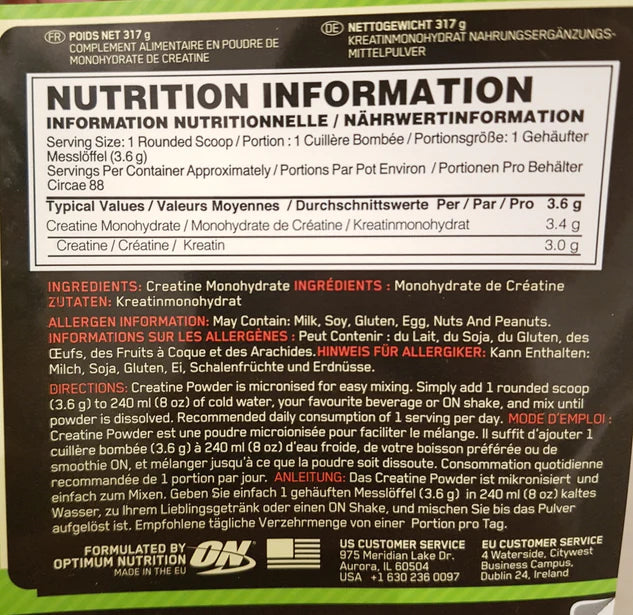 FR POIDS NET 317 g
COMPLEMENT ALIMENTAIRE EN POUDRE DE
MONOHYDRATE DE CREATINE
DE NETTOGEWICHT 317 g
KREATINMONOHYDRAT NAHRUNGSERGÄNZUNGS-
MITTELPULVER
NUTRITION INFORMATION
INFORMATION NUTRITIONNELLE / NÄHRWERTINFORMATION
Serving Size: 1 Rounded Scoop / Portion : 1 Cuillère Bombée / Portionsgröße: 1 Gehäufter
Messlöffel (3.6 g)
Servings Per Container Approximately / Portions Par Pot Environ / Portionen Pro Behälter
Circae 88
Typical Values / Valeurs Moyennes / Durchschnittswerte Per / Par / Pro 3.6 g
Creatine Monohydrate / Monohydrate de Créatine / Kreatinmonohydrat 3.4 g
Creatine / Créatine / Kreatin 3.0 g
INGREDIENTS: Creatine Monohydrate INGRÉDIENTS : Monohydrate de Créatine
ZUTATEN: Kreatinmonohydrat
ALLERGEN INFORMATION: May Contain: Milk, Soy, Gluten, Egg, Nuts And Peanuts.
INFORMATIONS SUR LES ALLERGÈNES : Peut Contenir : du Lait, du Soja, du Gluten, des
Œufs, des Fruits à Coque et des Arachides. HINWEIS FÜR ALLERGIKER: Kann Enthalten:
Milch, Soja, Gluten, Ei, Schalenfrüchte und Erdnüsse.
DIRECTIONS: Creatine Powder is micronised for easy mixing. Simply add 1 rounded scoop
(3.6 g) to 240 ml (8 oz) of cold water, your favourite beverage or ON shake, and mix until
powder is dissolved. Recommended daily consumption of 1 serving per day. MODE D'EMPLOI :
Creatine Powder est une poudre microionisée pour faciliter le mélange. Il suffit d'ajouter 1
cuillère bombée (3.6 g) à 240 ml (8 oz) d'eau froide, de votre boisson préférée ou de
smoothie ON, et mélanger jusqu'à ce que la poudre soit dissoute. Consommation quotidienne
recommandée de 1 portion par jour. ANLEITUNG: Das Creatine Powder ist mikronisiert und
einfach zum Mixen. Geben Sie einfach 1 gehäuften Messlöffel (3.6 g) in 240 ml (8 oz) kaltes
Wasser, zu Ihrem Lieblingsgetränk oder einen ON Shake, und mischen Sie bis das Pulver
aufgelöst ist. Empfohlene tägliche Verzehrmenge von einer Portion pro Tag.
FORMULATED BY
OPTIMUM NUTRITION
MADE IN THE EU
ON
US CUSTOMER SERVICE
975 Meridian Lake Dr.
Aurora, IL 60504
USA +1 630 236 0097
EU CUSTOMER SERVICE
4 Waterside, Citywest
Business Campus,
Dublin 24, Ireland